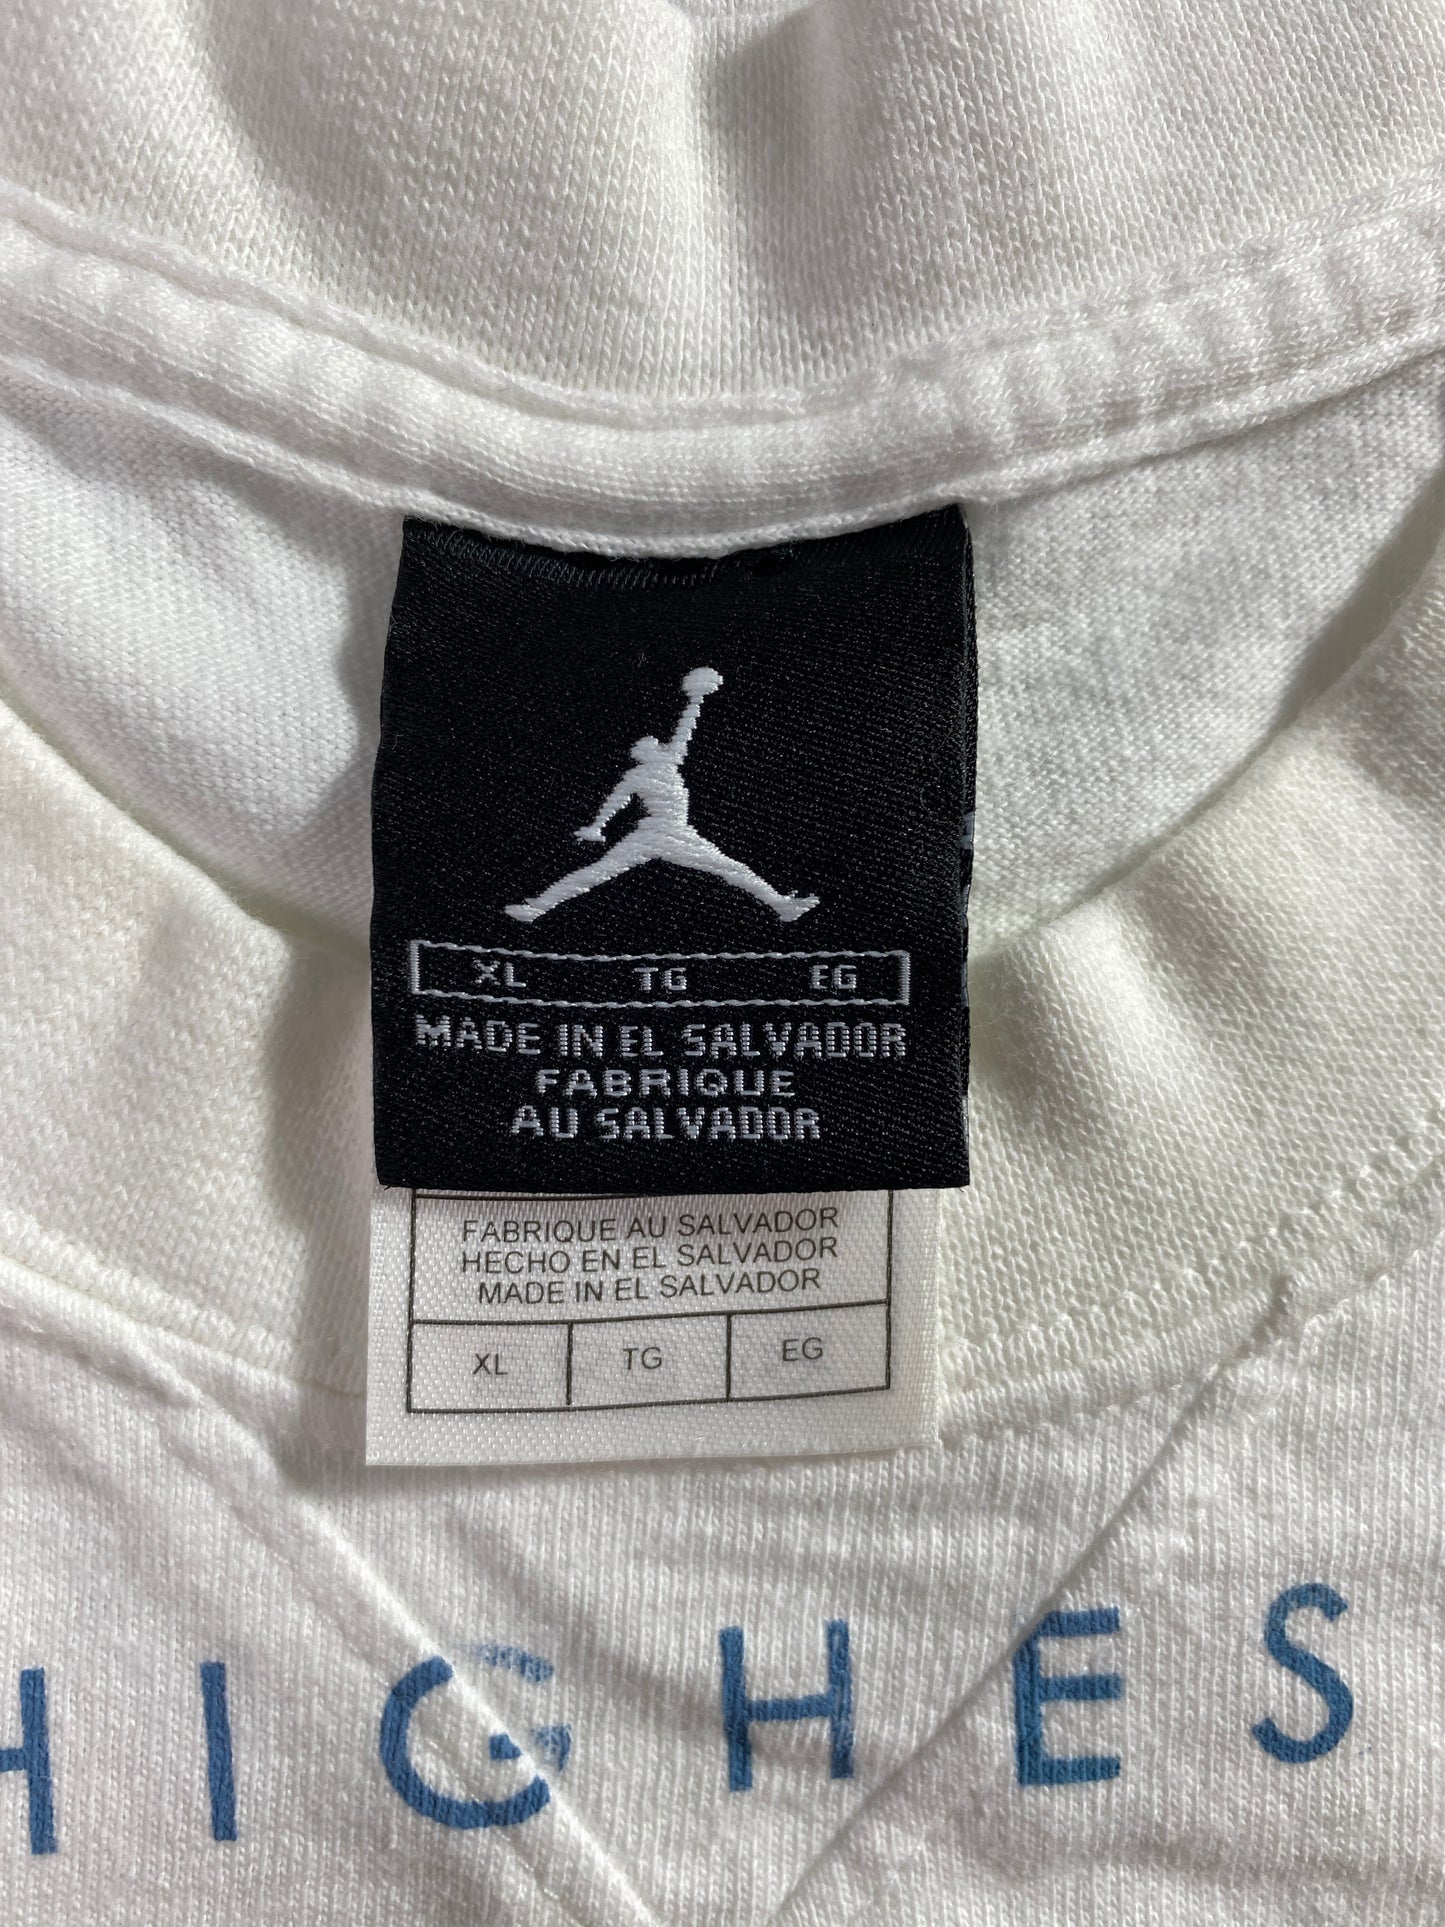 XL TG EG
MADE IN EL SALVADOR
FABRIQUE
AU SALVADOR
FABRIQUE AU SALVADOR
HECHO EN EL SALVADOR
MADE IN EL SALVADOR
XL TG EG
HIGHES